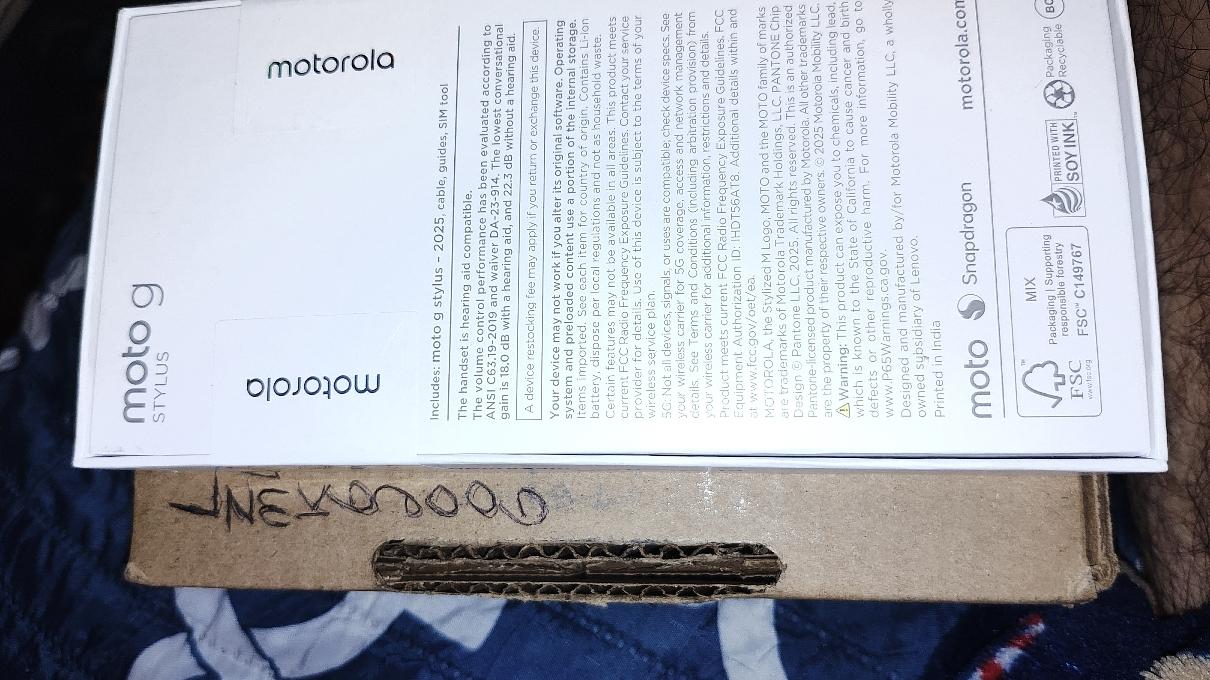 moto g
STYLUS
motorola
motorola
Includes: moto g stylus – 2025, cable, guides, SIM tool
The handset is hearing aid compatible.
The volume control performance has been evaluated according to
ANSI C63.19-2019 and waiver DA-23-914. The lowest conversational
gain is 18.0 dB with a hearing aid, and 22.3 dB without a hearing aid.
A device restocking fee may apply if you return or exchange this device.
Your device may not work if you alter its original software. Operating
system and preloaded content use a portion of the internal storage.
Items imported. See each item for country of origin. Contains Li-Ion
battery, dispose per local regulations and not as household waste.
Certain features may not be available in all areas. This product meets
current FCC Radio Frequency Exposure Guidelines. Contact your service
provider for details. Use of this device is subject to the terms of your
wireless service plan.
5G: Not all devices, signals, or uses are compatible; check device specs. See
your wireless carrier for 5G coverage, access and network management
details. See Terms and Conditions (including arbitration provision) from
your wireless carrier for additional information, restrictions and details.
Product meets current FCC Radio Frequency Exposure Guidelines. FCC
Equipment Authorization ID: IHDT56AT8. Additional details within and
at www.fcc.gov/oet/ea.
MOTOROLA, the Stylized M Logo, MOTO and the MOTO family of marks
are trademarks of Motorola Trademark Holdings, LLC. PANTONE Chip
Design © Pantone LLC, 2025. All rights reserved. This is an authorized
Pantone-licensed product manufactured by Motorola. All other trademarks
are the property of their respective owners. © 2025 Motorola Mobility LLC.
⚠ Warning: This product can expose you to chemicals, including lead,
which is known to the State of California to cause cancer and birth
defects or other reproductive harm. For more information, go to
www.P65Warnings.ca.gov.
Designed and manufactured by/for Motorola Mobility LLC, a wholly
owned subsidiary of Lenovo.
Printed in India
moto Snapdragon motorola.com
FSC™
www.fsc.org
MIX
Packaging | Supporting
responsible forestry
FSC™ C149767
PRINTED WITH
SOY INK™
Packaging
Recyclable